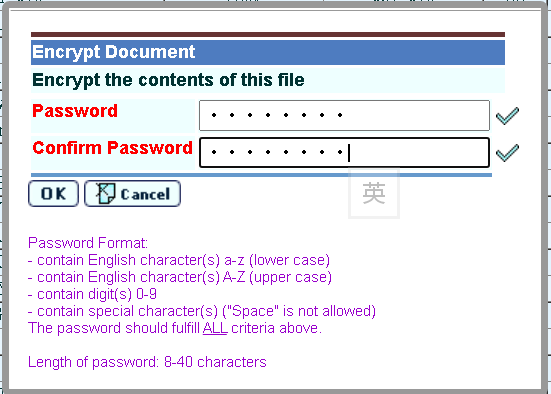 Encrypt Document
Encrypt the contents of this file
Password
Confirm Password
OK Cancel
英
Password Format:
- contain English character(s) a-z (lower case)
- contain English character(s) A-Z (upper case)
- contain digit(s) 0-9
- contain special character(s) ("Space" is not allowed)
The password should fulfill ALL criteria above.
Length of password: 8-40 characters